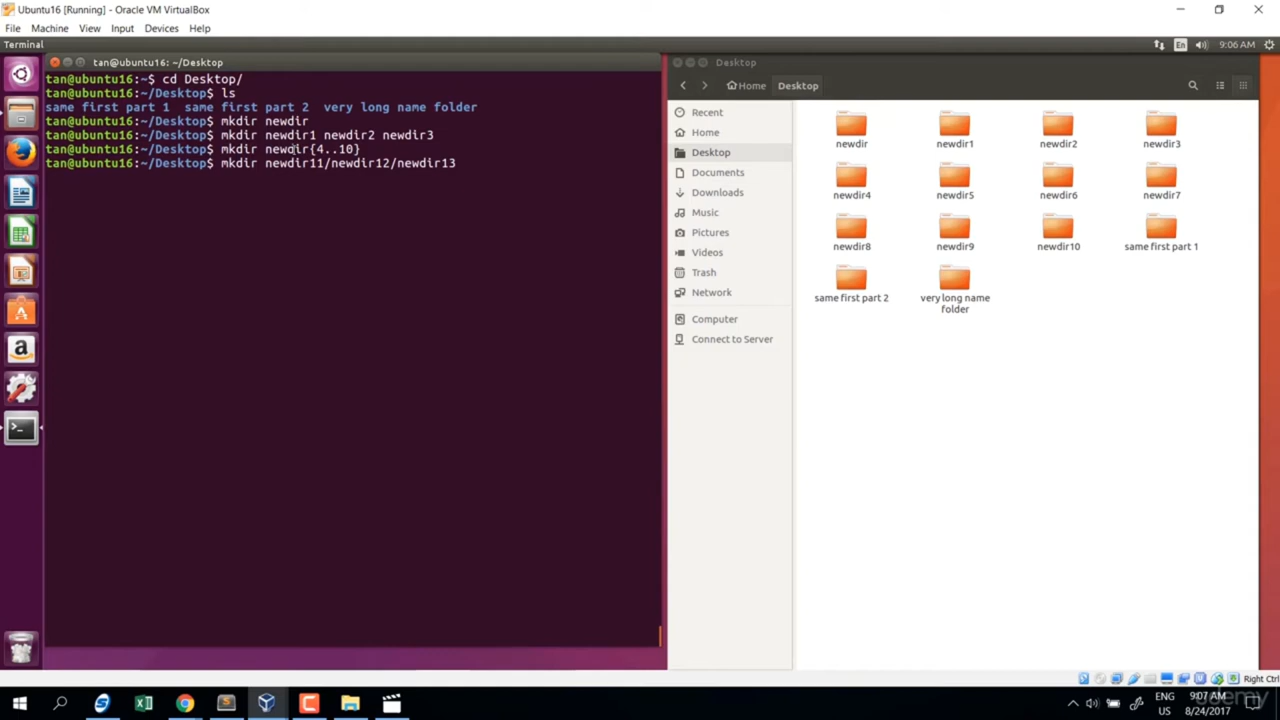 Ubuntu16 [Running] - Oracle VM VirtualBox
File Machine View Input Devices Help
Terminal
En
9:06 AM
tan@ubuntu16: ~/Desktop
tan@ubuntu16:~$ cd Desktop/
tan@ubuntu16:~/Desktop$ ls
same first part 1 same first part 2 very long name folder
tan@ubuntu16:~/Desktop$ mkdir newdir
tan@ubuntu16:~/Desktop$ mkdir newdir1 newdir2 newdir3
tan@ubuntu16:~/Desktop$ mkdir newdir{4..10}
tan@ubuntu16:~/Desktop$ mkdir newdir11/newdir12/newdir13
Desktop
Home Desktop
Recent
Home
Desktop
Documents
Downloads
Music
Pictures
Videos
Trash
Network
Computer
Connect to Server
newdir newdir1 newdir2 newdir3
newdir4 newdir5 newdir6 newdir7
newdir8 newdir9 newdir10 same first part 1
same first part 2 very long name
folder
Right Ctrl
ENG
US
9:07 AM
8/24/2017
Udemy